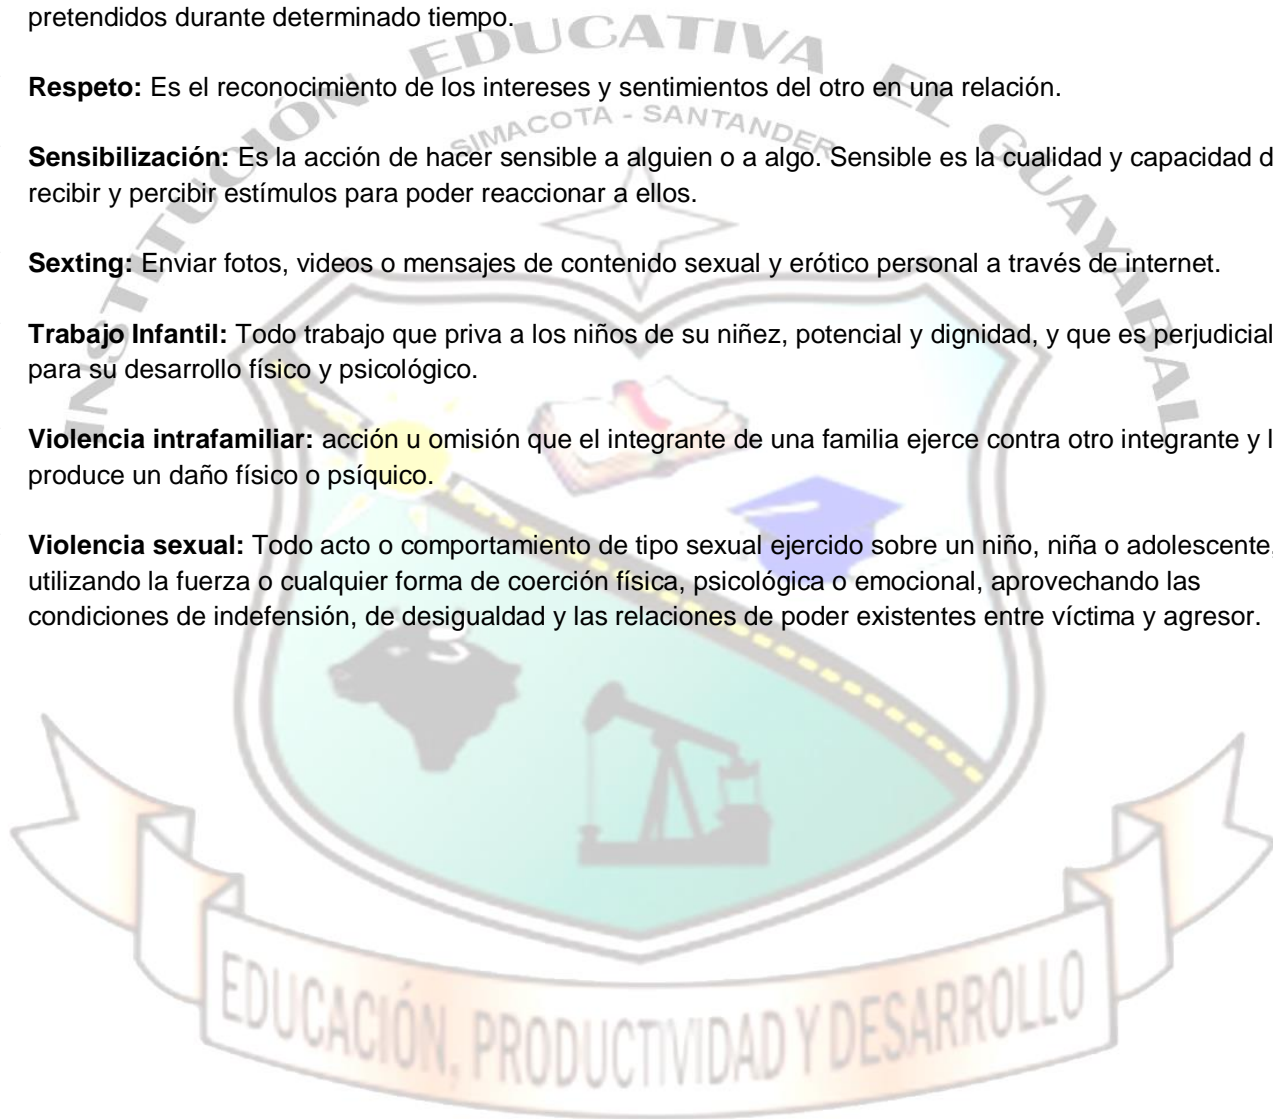 pretendidos durante determinado tiempo.
Respeto: Es el reconocimiento de los intereses y sentimientos del otro en una relación.
Sensibilización: Es la acción de hacer sensible a alguien o a algo. Sensible es la cualidad y capacidad d
recibir y percibir estímulos para poder reaccionar a ellos.
Sexting: Enviar fotos, videos o mensajes de contenido sexual y erótico personal a través de internet.
Trabajo Infantil: Todo trabajo que priva a los niños de su niñez, potencial y dignidad, y que es perjudicial
para su desarrollo físico y psicológico.
Violencia intrafamiliar: acción u omisión que el integrante de una familia ejerce contra otro integrante y l
produce un daño físico o psíquico.
Violencia sexual: Todo acto o comportamiento de tipo sexual ejercido sobre un niño, niña o adolescente,
utilizando la fuerza o cualquier forma de coerción física, psicológica o emocional, aprovechando las
condiciones de indefensión, de desigualdad y las relaciones de poder existentes entre víctima y agresor.
INSTITUCIÓN EDUCATIVA EL GUAYABAL
SIMACOTA - SANTANDER
EDUCACIÓN, PRODUCTIVIDAD Y DESARROLLO